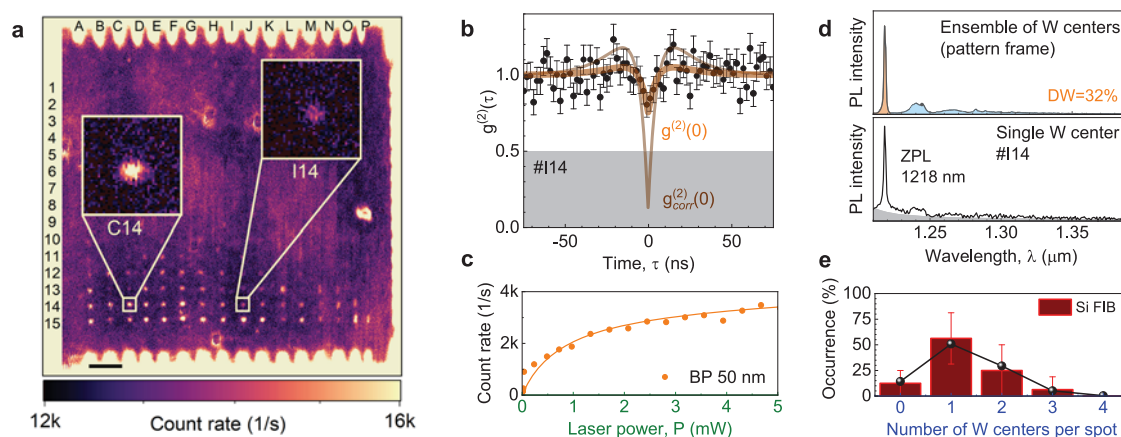 a
A B C D E F G H I J K L M N O P
1
2
3
4
5
6
7
8
9
10
11
12
13
14
15
C14
I14
12k
16k
Count rate (1/s)
b
g(2)(τ)
1.0
0.5
0.0
g(2)(0)
#I14
g(2)corr(0)
-50 0 50
Time, τ (ns)
c
Count rate (1/s)
4k
2k
0
BP 50 nm
0 1 2 3 4 5
Laser power, P (mW)
d
PL intensity
Ensemble of W centers
(pattern frame)
DW=32%
PL intensity
Single W center
#I14
ZPL
1218 nm
1.25 1.30 1.35
Wavelength, λ (μm)
e
Occurrence (%)
100
75
50
25
0
Si FIB
0 1 2 3 4
Number of W centers per spot